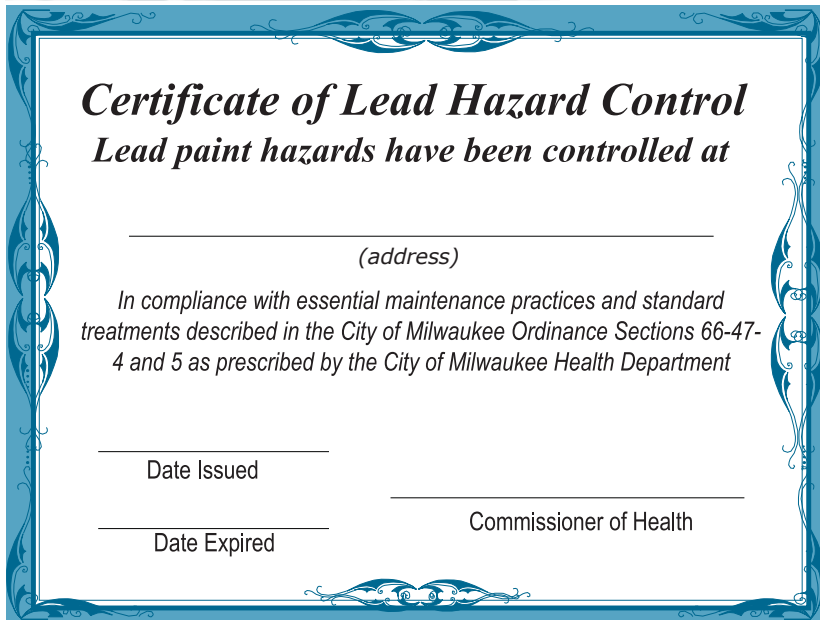 Certificate of Lead Hazard Control
Lead paint hazards have been controlled at
(address)
In compliance with essential maintenance practices and standard
treatments described in the City of Milwaukee Ordinance Sections 66-47-
4 and 5 as prescribed by the City of Milwaukee Health Department
Date Issued
Commissioner of Health
Date Expired